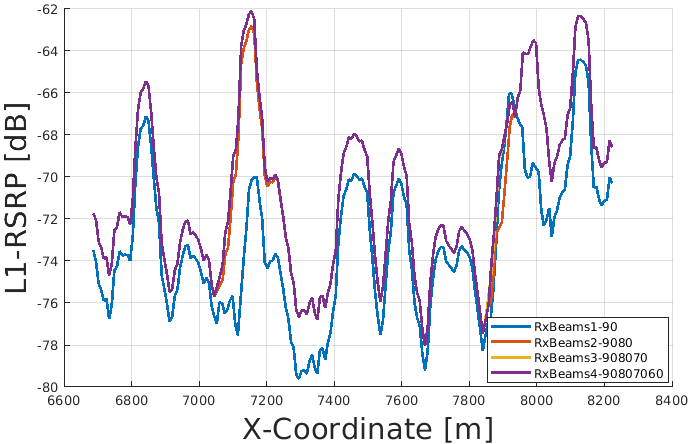 -62
-64
-66
-68
-70
-72
-74
-76
-78
-80
L1-RSRP [dB]
RxBeams1-90
RxBeams2-9080
RxBeams3-908070
RxBeams4-90807060
6600 6800 7000 7200 7400 7600 7800 8000 8200 8400
X-Coordinate [m]